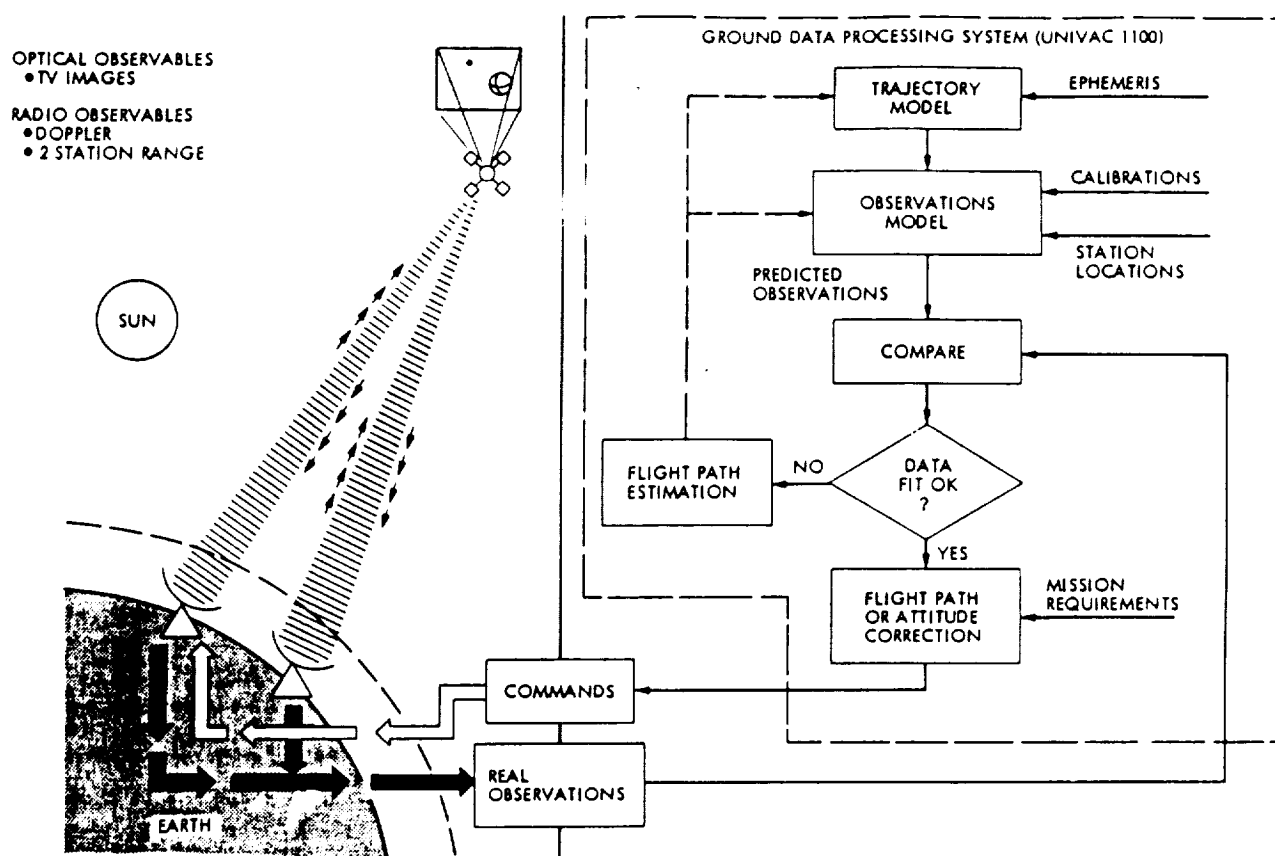 OPTICAL OBSERVABLES
• TV IMAGES
RADIO OBSERVABLES
• DOPPLER
• 2 STATION RANGE
SUN
EARTH
GROUND DATA PROCESSING SYSTEM (UNIVAC 1100)
TRAJECTORY
MODEL
EPHEMERIS
OBSERVATIONS
MODEL
CALIBRATIONS
STATION
LOCATIONS
PREDICTED
OBSERVATIONS
COMPARE
DATA
FIT OK
?
NO
FLIGHT PATH
ESTIMATION
YES
FLIGHT PATH
OR ATTITUDE
CORRECTION
MISSION
REQUIREMENTS
COMMANDS
REAL
OBSERVATIONS